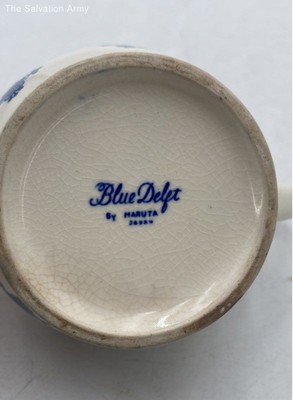 The Salvation Army
Blue Delft
By MARUTA
JAPAN